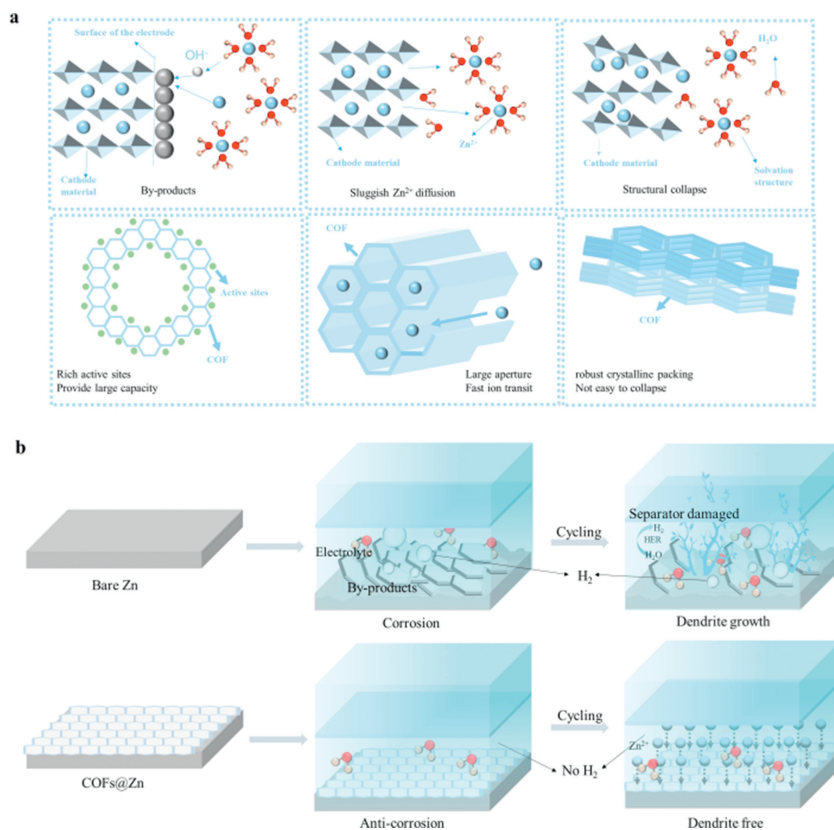 a
Surface of the electrode
OH⁻
Cathode
material
By-products
Zn²⁺
Cathode material
Sluggish Zn²⁺ diffusion
H₂O
Cathode material
Solvation
structure
Structural collapse
Active sites
COF
Rich active sites
Provide large capacity
COF
Large aperture
Fast ion transit
COF
robust crystalline packing
Not easy to collapse
b
Bare Zn
Electrolyte
By-products
Corrosion
Cycling
H₂
Separator damaged
H₂
HER
H₂O
Dendrite growth
COFs@Zn
Anti-corrosion
Cycling
No H₂
Zn²⁺
Dendrite free